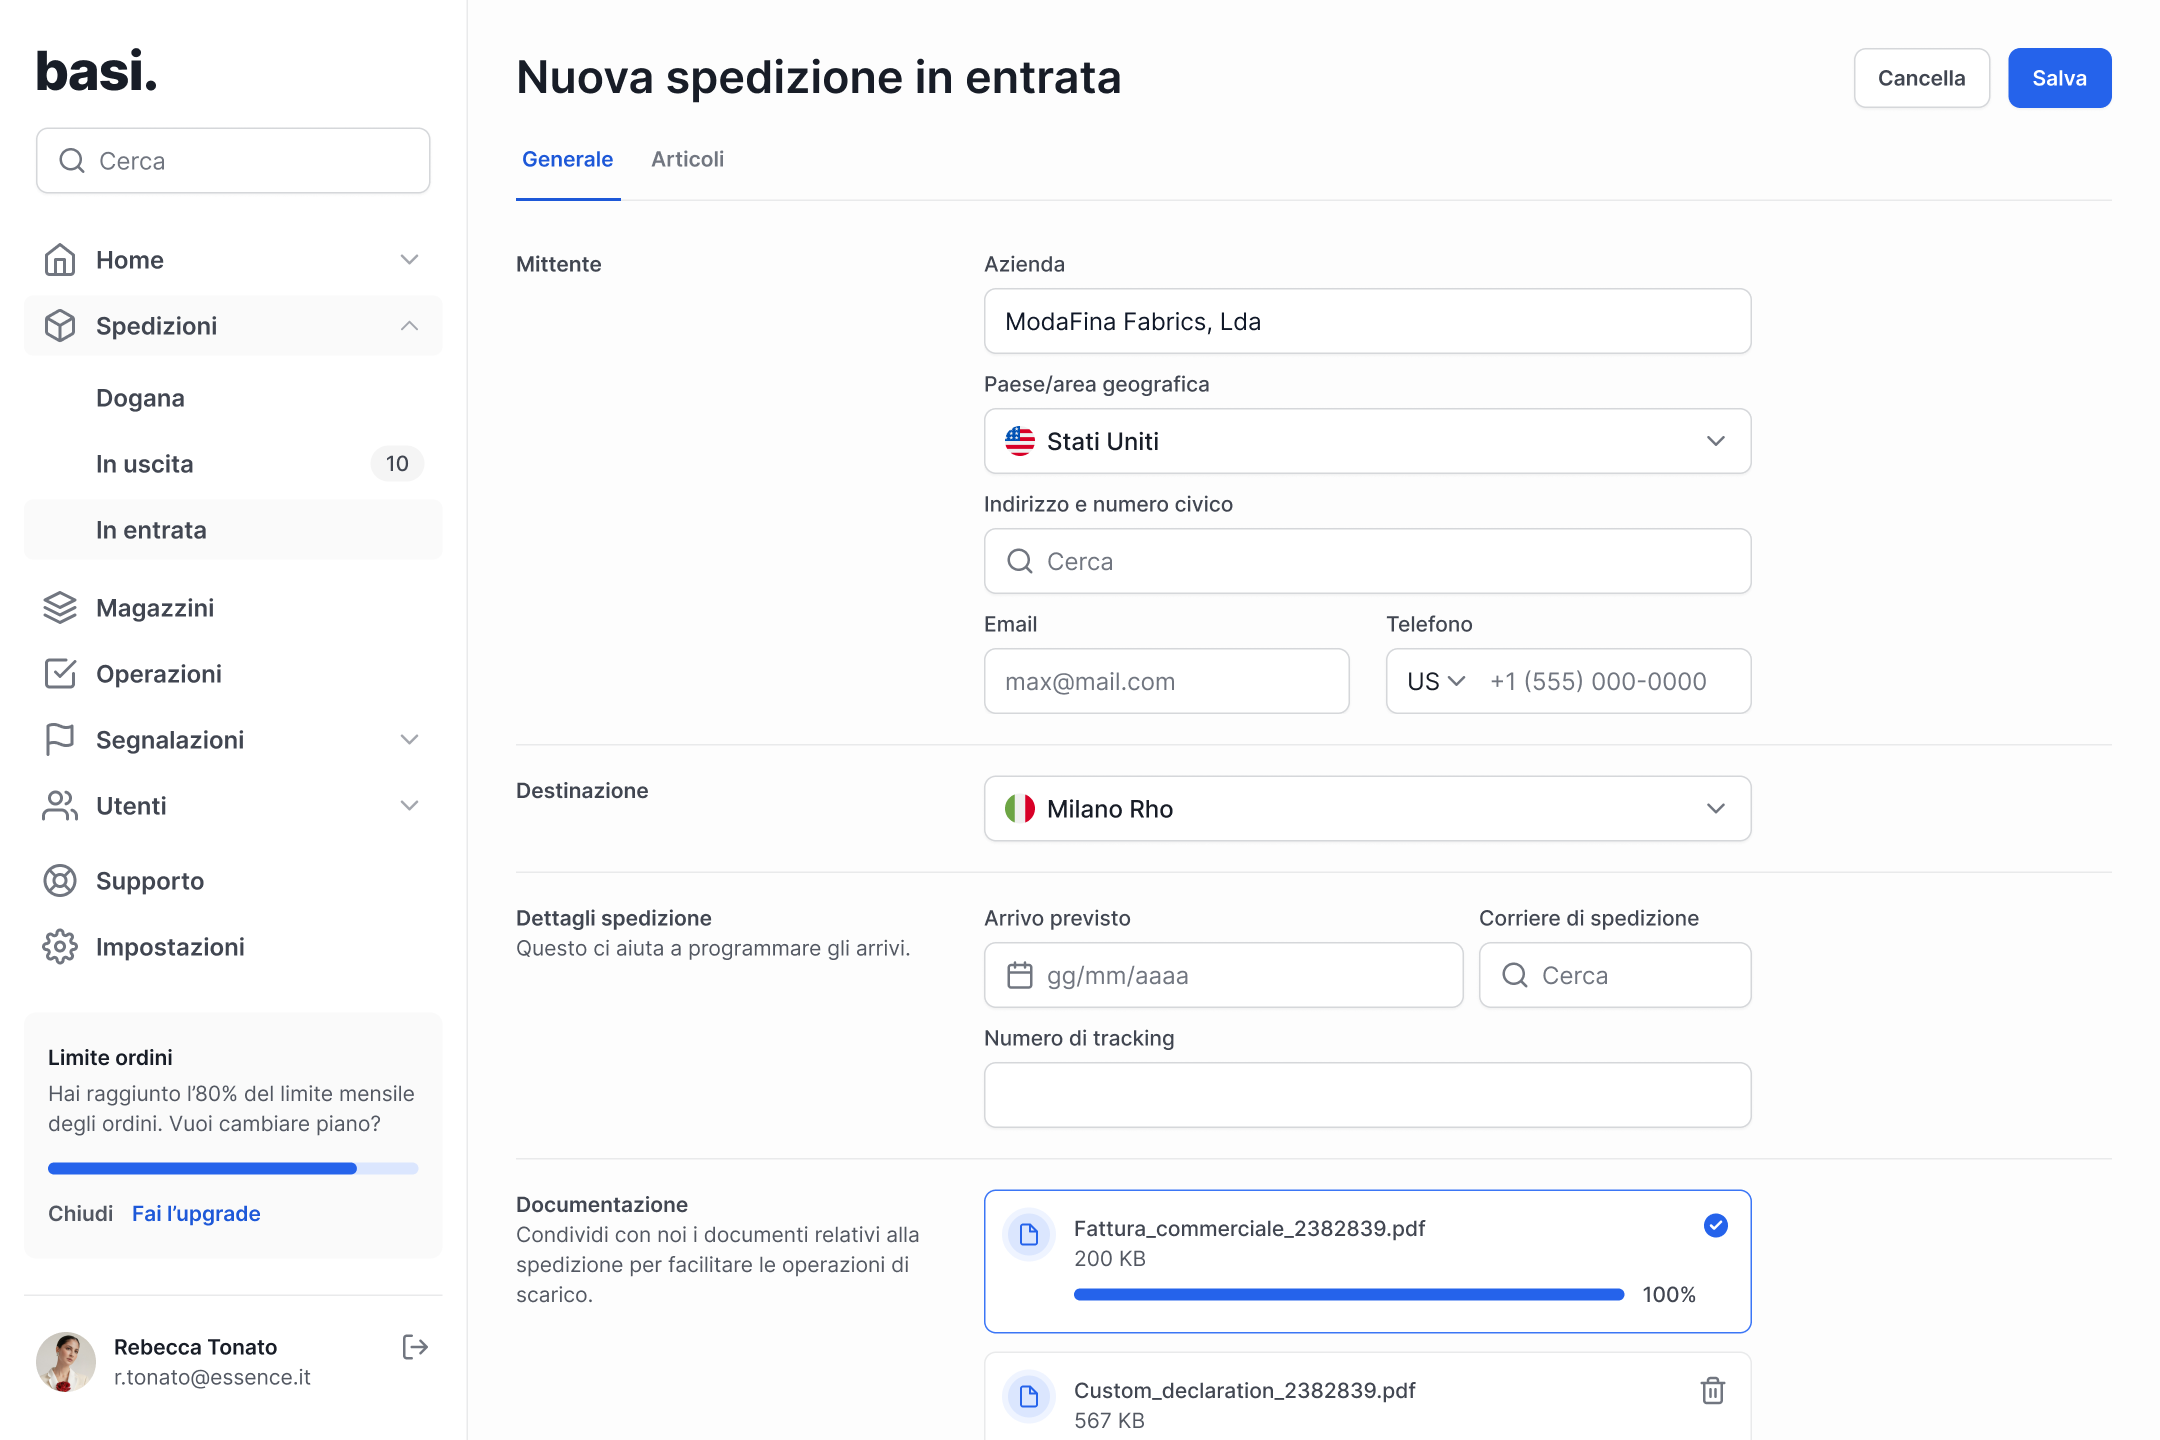 basi.
Cerca
Home
Spedizioni
Dogana
In uscita
10
In entrata
Magazzini
Operazioni
Segnalazioni
Utenti
Supporto
Impostazioni
Limite ordini
Hai raggiunto l’80% del limite mensile
degli ordini. Vuoi cambiare piano?
Chiudi
Fai l’upgrade
Rebecca Tonato
r.tonato@essence.it
Nuova spedizione in entrata
Cancella
Salva
Generale
Articoli
Mittente
Azienda
ModaFina Fabrics, Lda
Paese/area geografica
Stati Uniti
Indirizzo e numero civico
Cerca
Email
Telefono
max@mail.com
US
+1 (555) 000-0000
Destinazione
Milano Rho
Dettagli spedizione
Questo ci aiuta a programmare gli arrivi.
Arrivo previsto
Corriere di spedizione
gg/mm/aaaa
Cerca
Numero di tracking
Documentazione
Condividi con noi i documenti relativi alla
spedizione per facilitare le operazioni di
scarico.
Fattura_commerciale_2382839.pdf
200 KB
100%
Custom_declaration_2382839.pdf
567 KB